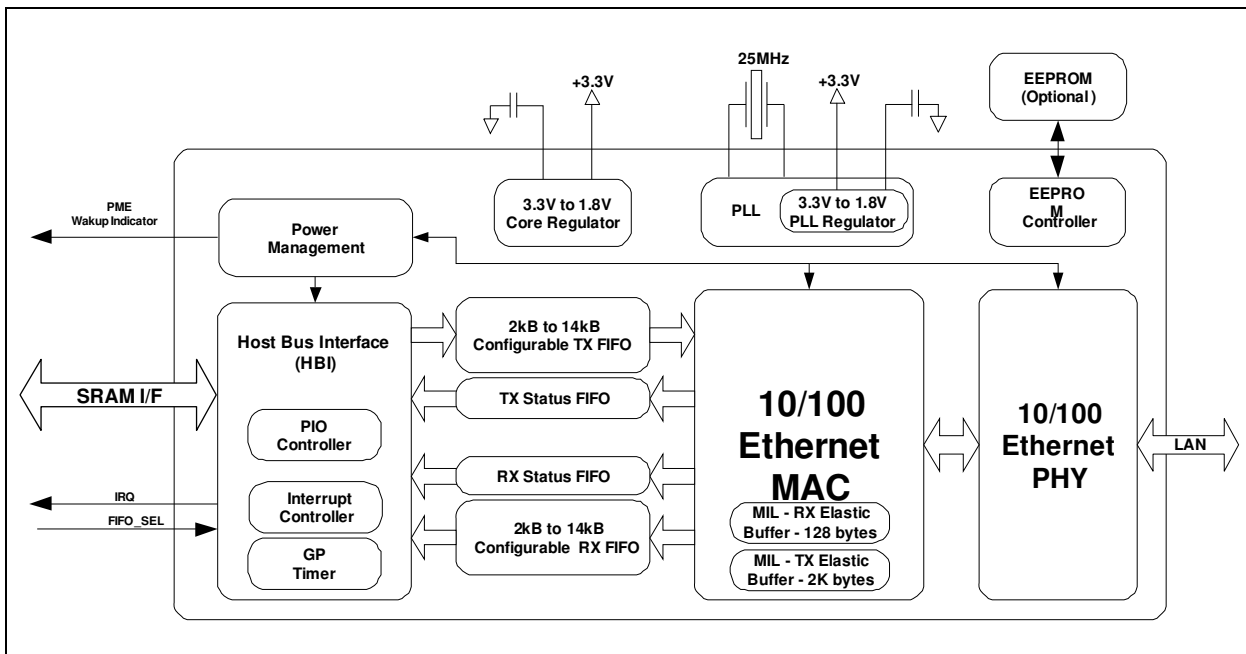 25MHz
+3.3V
+3.3V
EEPROM
(Optional)
3.3V to 1.8V
Core Regulator
PLL
3.3V to 1.8V
PLL Regulator
EEPRO
M
Controller
PME
Wakup Indicator
Power
Management
Host Bus Interface
(HBI)
2kB to 14kB
Configurable TX FIFO
SRAM I/F
TX Status FIFO
10/100
Ethernet
MAC
10/100
Ethernet
PHY
LAN
PIO
Controller
RX Status FIFO
IRQ
FIFO_SEL
Interrupt
Controller
2kB to 14kB
Configurable RX FIFO
MIL - RX Elastic
Buffer - 128 bytes
GP
Timer
MIL - TX Elastic
Buffer - 2K bytes